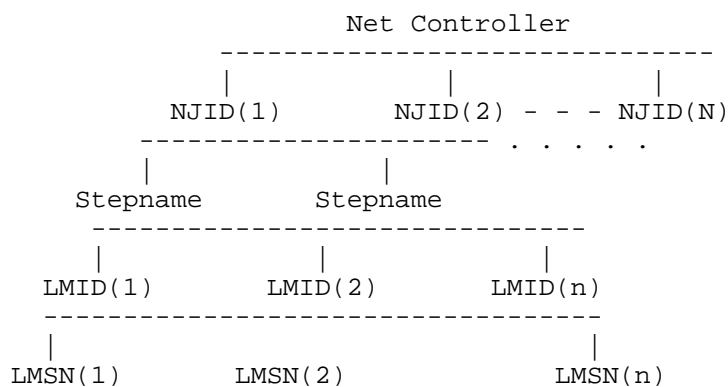 Net Controller
-------------------------------
| | |
NJID(1) NJID(2) - - - NJID(N)
---------------------- . . . . .
| |
Stepname Stepname
-------------------------------
| | |
LMID(1) LMID(2) LMID(n)
-----------------------------------
| |
LMSN(1) LMSN(2) LMSN(n)